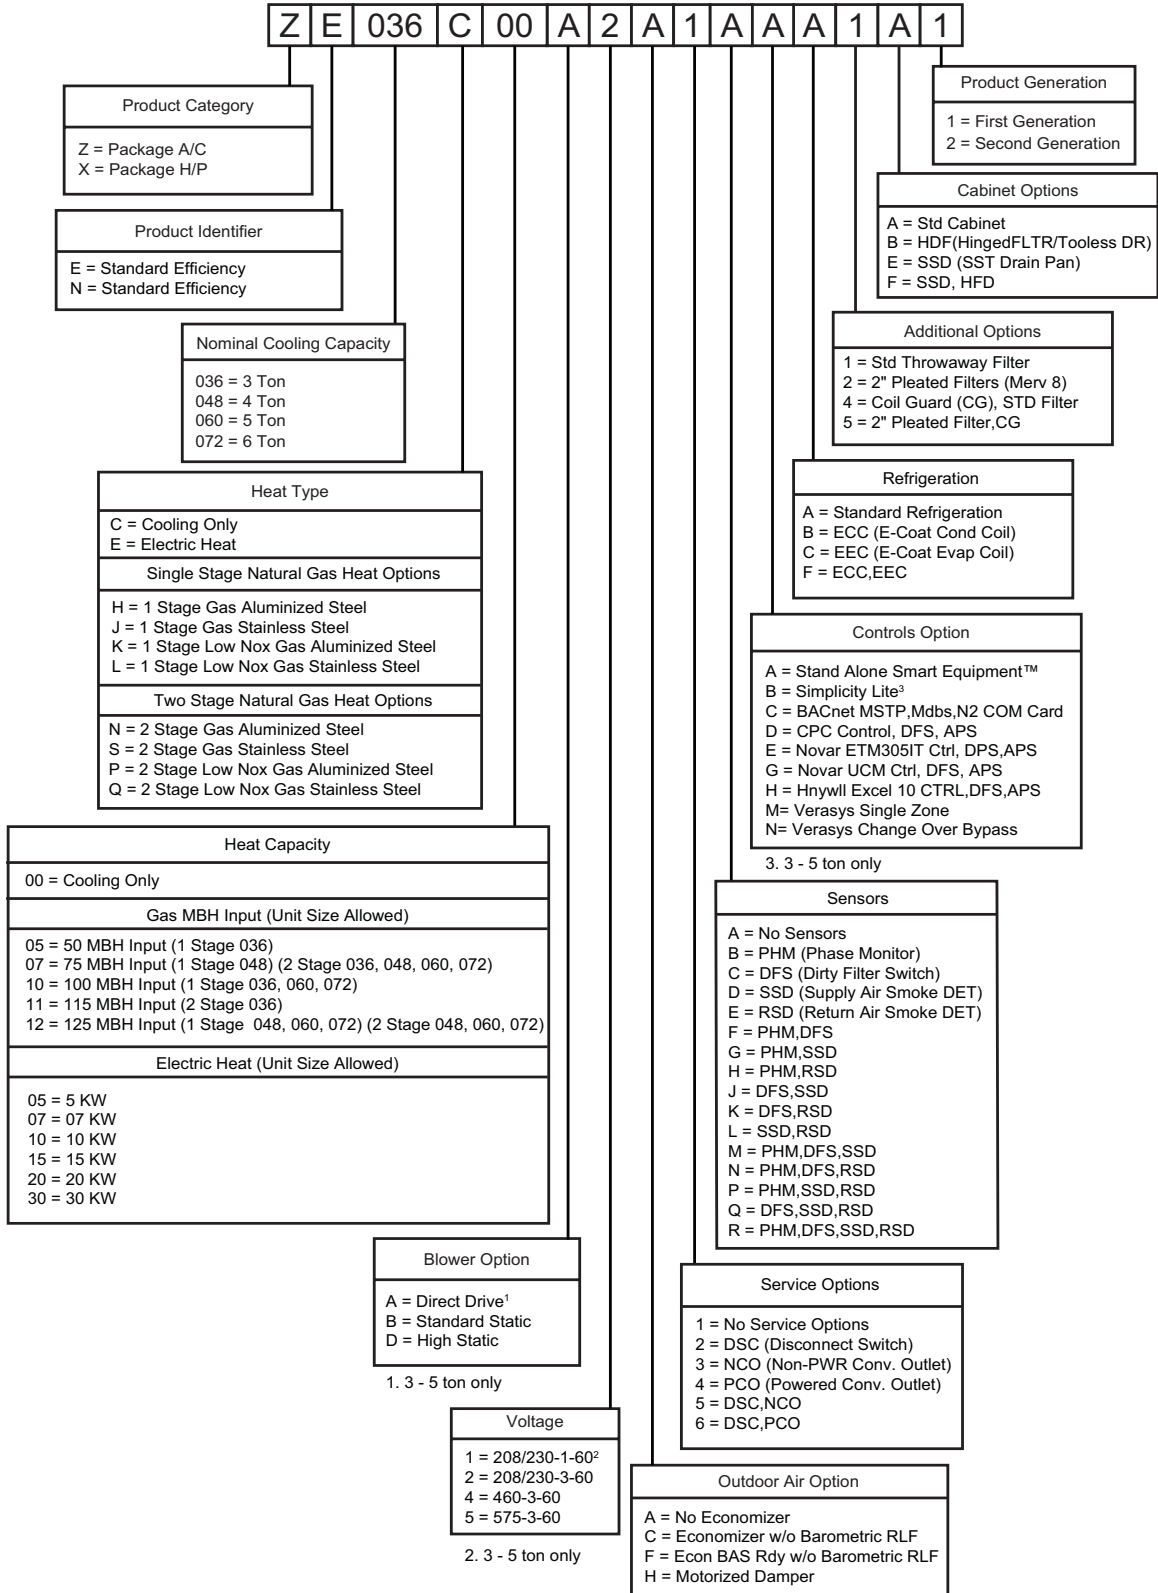 Z E 036 C 00 A 2 A 1 A A A 1 A 1
Product Category
Z = Package A/C
X = Package H/P
Product Identifier
E = Standard Efficiency
N = Standard Efficiency
Nominal Cooling Capacity
036 = 3 Ton
048 = 4 Ton
060 = 5 Ton
072 = 6 Ton
Heat Type
C = Cooling Only
E = Electric Heat
Single Stage Natural Gas Heat Options
H = 1 Stage Gas Aluminized Steel
J = 1 Stage Gas Stainless Steel
K = 1 Stage Low Nox Gas Aluminized Steel
L = 1 Stage Low Nox Gas Stainless Steel
Two Stage Natural Gas Heat Options
N = 2 Stage Gas Aluminized Steel
S = 2 Stage Gas Stainless Steel
P = 2 Stage Low Nox Gas Aluminized Steel
Q = 2 Stage Low Nox Gas Stainless Steel
Heat Capacity
00 = Cooling Only
Gas MBH Input (Unit Size Allowed)
05 = 50 MBH Input (1 Stage 036)
07 = 75 MBH Input (1 Stage 048) (2 Stage 036, 048, 060, 072)
10 = 100 MBH Input (1 Stage 036, 060, 072)
11 = 115 MBH Input (2 Stage 036)
12 = 125 MBH Input (1 Stage 048, 060, 072) (2 Stage 048, 060, 072)
Electric Heat (Unit Size Allowed)
05 = 5 KW
07 = 07 KW
10 = 10 KW
15 = 15 KW
20 = 20 KW
30 = 30 KW
Blower Option
A = Direct Drive¹
B = Standard Static
D = High Static
1. 3 - 5 ton only
Voltage
1 = 208/230-1-60²
2 = 208/230-3-60
4 = 460-3-60
5 = 575-3-60
2. 3 - 5 ton only
Product Generation
1 = First Generation
2 = Second Generation
Cabinet Options
A = Std Cabinet
B = HDF(HingedFLTR/Tooless DR)
E = SSD (SST Drain Pan)
F = SSD, HFD
Additional Options
1 = Std Throwaway Filter
2 = 2" Pleated Filters (Merv 8)
4 = Coil Guard (CG), STD Filter
5 = 2" Pleated Filter,CG
Refrigeration
A = Standard Refrigeration
B = ECC (E-Coat Cond Coil)
C = EEC (E-Coat Evap Coil)
F = ECC,EEC
Controls Option
A = Stand Alone Smart Equipment™
B = Simplicity Lite³
C = BACnet MSTP,Mdbs,N2 COM Card
D = CPC Control, DFS, APS
E = Novar ETM305IT Ctrl, DPS,APS
G = Novar UCM Ctrl, DFS, APS
H = Hnywll Excel 10 CTRL,DFS,APS
M= Verasys Single Zone
N= Verasys Change Over Bypass
3. 3 - 5 ton only
Sensors
A = No Sensors
B = PHM (Phase Monitor)
C = DFS (Dirty Filter Switch)
D = SSD (Supply Air Smoke DET)
E = RSD (Return Air Smoke DET)
F = PHM,DFS
G = PHM,SSD
H = PHM,RSD
J = DFS,SSD
K = DFS,RSD
L = SSD,RSD
M = PHM,DFS,SSD
N = PHM,DFS,RSD
P = PHM,SSD,RSD
Q = DFS,SSD,RSD
R = PHM,DFS,SSD,RSD
Service Options
1 = No Service Options
2 = DSC (Disconnect Switch)
3 = NCO (Non-PWR Conv. Outlet)
4 = PCO (Powered Conv. Outlet)
5 = DSC,NCO
6 = DSC,PCO
Outdoor Air Option
A = No Economizer
C = Economizer w/o Barometric RLF
F = Econ BAS Rdy w/o Barometric RLF
H = Motorized Damper